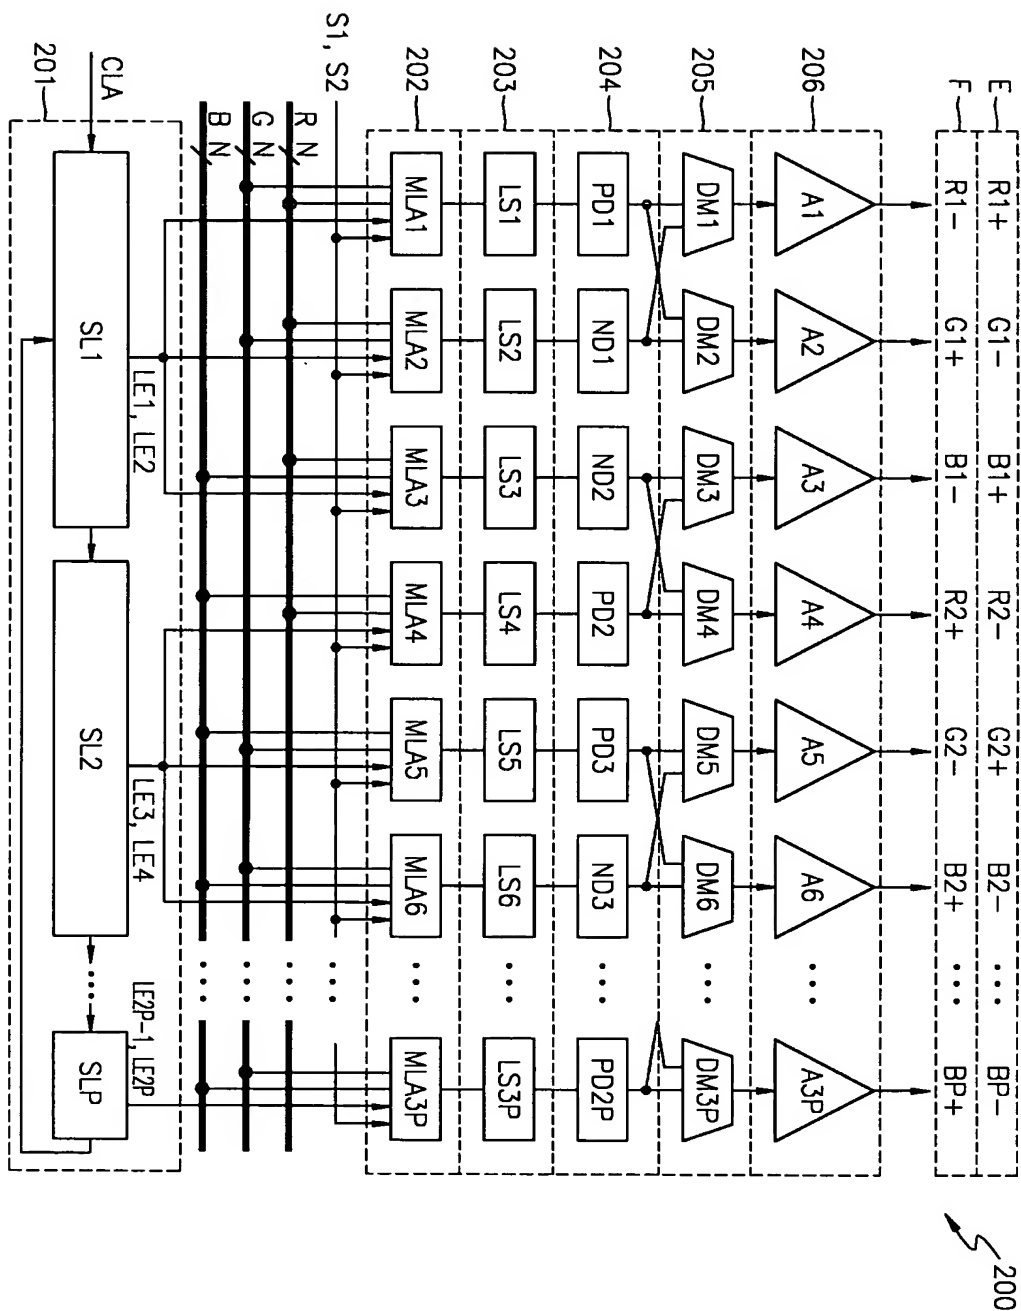 200
E R1+ G1- B1+ R2- G2+ B2- ... BP-
F R1- G1+ B1- R2+ G2- B2+ ... BP+
206 A1 A2 A3 A4 A5 A6 ... A3P
205 DM1 DM2 DM3 DM4 DM5 DM6 ... DM3P
204 PD1 ND1 ND2 PD2 PD3 ND3 ... PD2P
203 LS1 LS2 LS3 LS4 LS5 LS6 ... LS3P
202 MLA1 MLA2 MLA3 MLA4 MLA5 MLA6 ... MLA3P
S1, S2 ...
R N ...
G N ...
B N ...
LE1, LE2 LE3, LE4 LE2P-1, LE2P
CLA
SL1 SL2 ... SLP
201